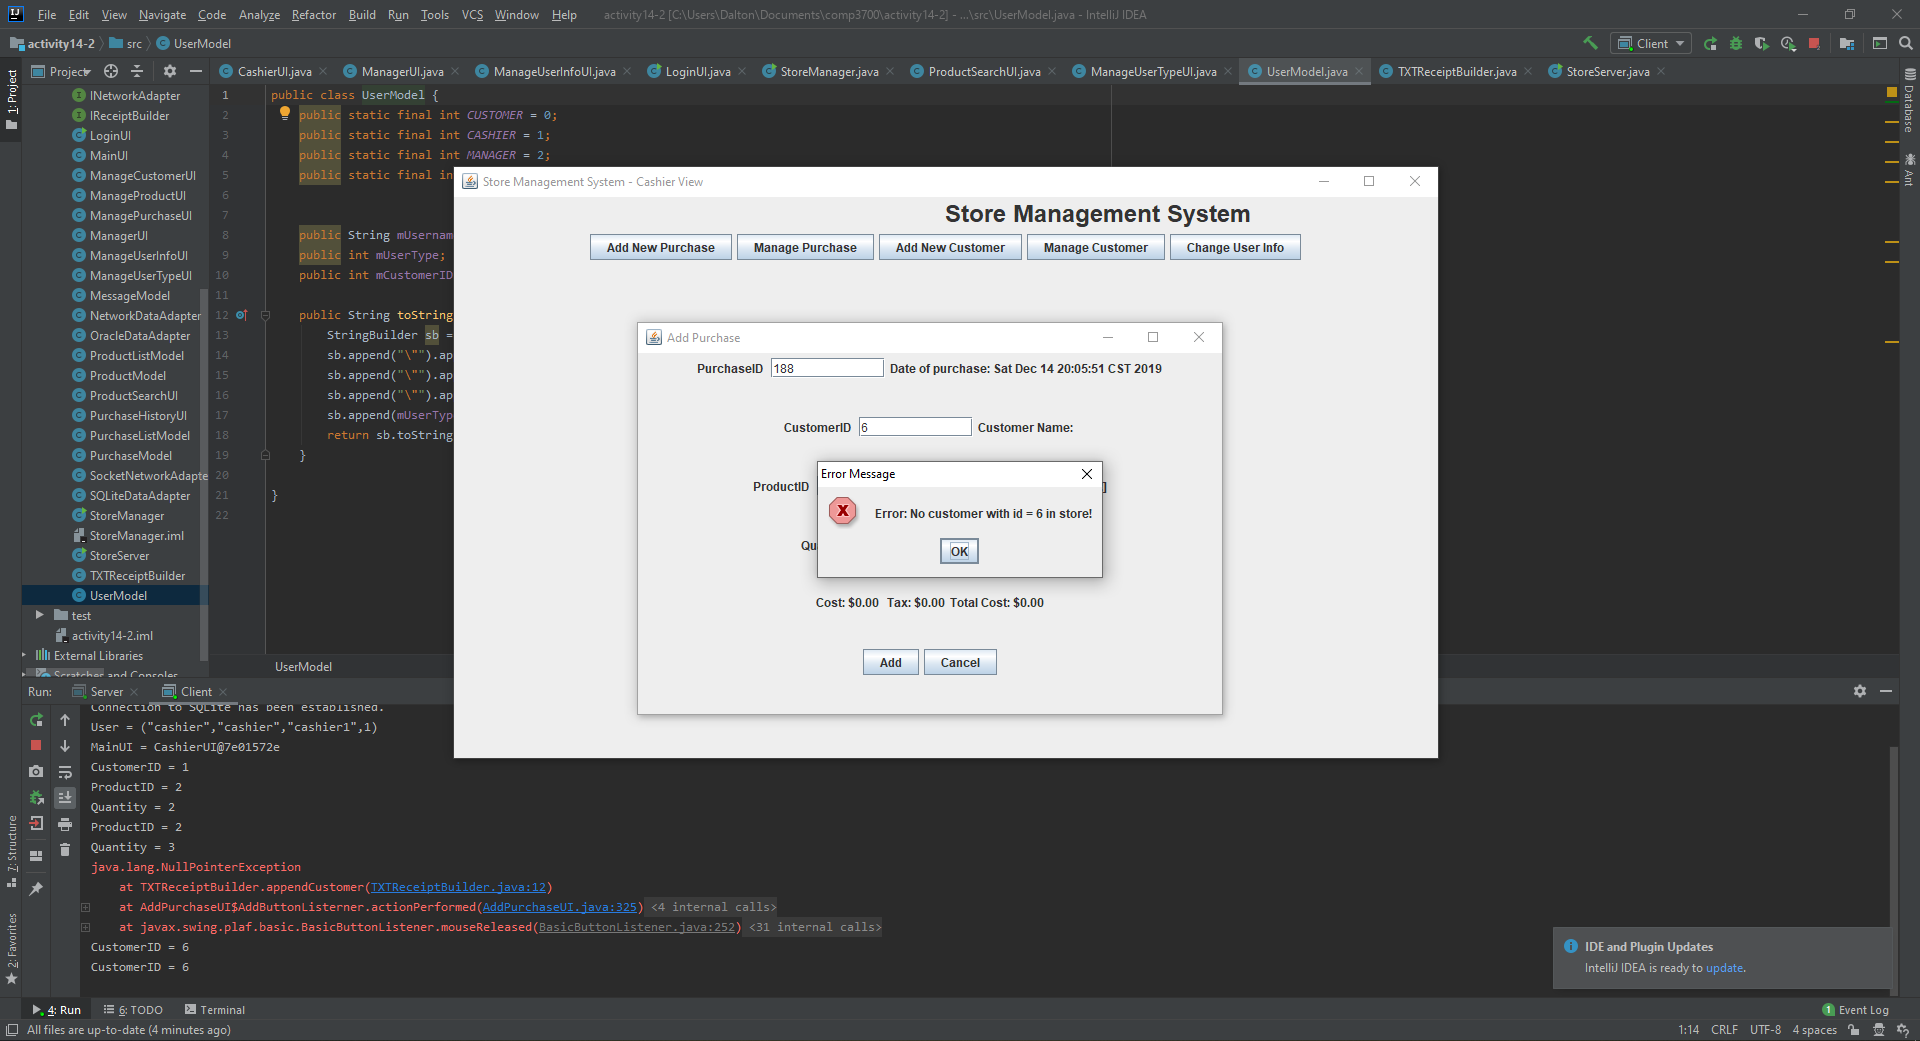 File Edit View Navigate Code Analyze Refactor Build Run Tools VCS Window Help activity14-2 [C:\Users\Dalton\Documents\comp3700\activity14-2] - ...\src\UserModel.java - IntelliJ IDEA
activity14-2 src UserModel Client
Project CashierUI.java ManagerUI.java ManageUserInfoUI.java LoginUI.java StoreManager.java ProductSearchUI.java ManageUserTypeUI.java UserModel.java TXTReceiptBuilder.java StoreServer.java
1: Project
Database
Ant
7: Structure
2: Favorites
INetworkAdapter
IReceiptBuilder
LoginUI
MainUI
ManageCustomerUI
ManageProductUI
ManagePurchaseUI
ManagerUI
ManageUserInfoUI
ManageUserTypeUI
MessageModel
NetworkDataAdapter
OracleDataAdapter
ProductListModel
ProductModel
ProductSearchUI
PurchaseHistoryUI
PurchaseListModel
PurchaseModel
SocketNetworkAdapte
SQLiteDataAdapter
StoreManager
StoreManager.iml
StoreServer
TXTReceiptBuilder
UserModel
test
activity14-2.iml
External Libraries
Scratches and Consoles
1 public class UserModel {
2 public static final int CUSTOMER = 0;
3 public static final int CASHIER = 1;
4 public static final int MANAGER = 2;
5 public static final in
6
7
8 public String mUsernam
9 public int mUserType;
10 public int mCustomerID
11
12 public String toString
13 StringBuilder sb =
14 sb.append("\"").ap
15 sb.append("\"").ap
16 sb.append("\"").ap
17 sb.append(mUserTyp
18 return sb.toString
19 }
20
21 }
22
UserModel
Store Management System - Cashier View
Store Management System
Add New Purchase Manage Purchase Add New Customer Manage Customer Change User Info
Add Purchase
PurchaseID 188 Date of purchase: Sat Dec 14 20:05:51 CST 2019
CustomerID 6 Customer Name:
ProductID ]
Qu
Error Message
Error: No customer with id = 6 in store!
OK
Cost: $0.00 Tax: $0.00 Total Cost: $0.00
Add Cancel
Run: Server Client
Connection to SQLite has been established.
User = ("cashier","cashier","cashier1",1)
MainUI = CashierUI@7e01572e
CustomerID = 1
ProductID = 2
Quantity = 2
ProductID = 2
Quantity = 3
java.lang.NullPointerException
at TXTReceiptBuilder.appendCustomer(TXTReceiptBuilder.java:12)
at AddPurchaseUI$AddButtonListerner.actionPerformed(AddPurchaseUI.java:325) <4 internal calls>
at javax.swing.plaf.basic.BasicButtonListener.mouseReleased(BasicButtonListener.java:252) <31 internal calls>
CustomerID = 6
CustomerID = 6
IDE and Plugin Updates
IntelliJ IDEA is ready to update.
4: Run 6: TODO Terminal 1 Event Log
All files are up-to-date (4 minutes ago) 1:14 CRLF UTF-8 4 spaces